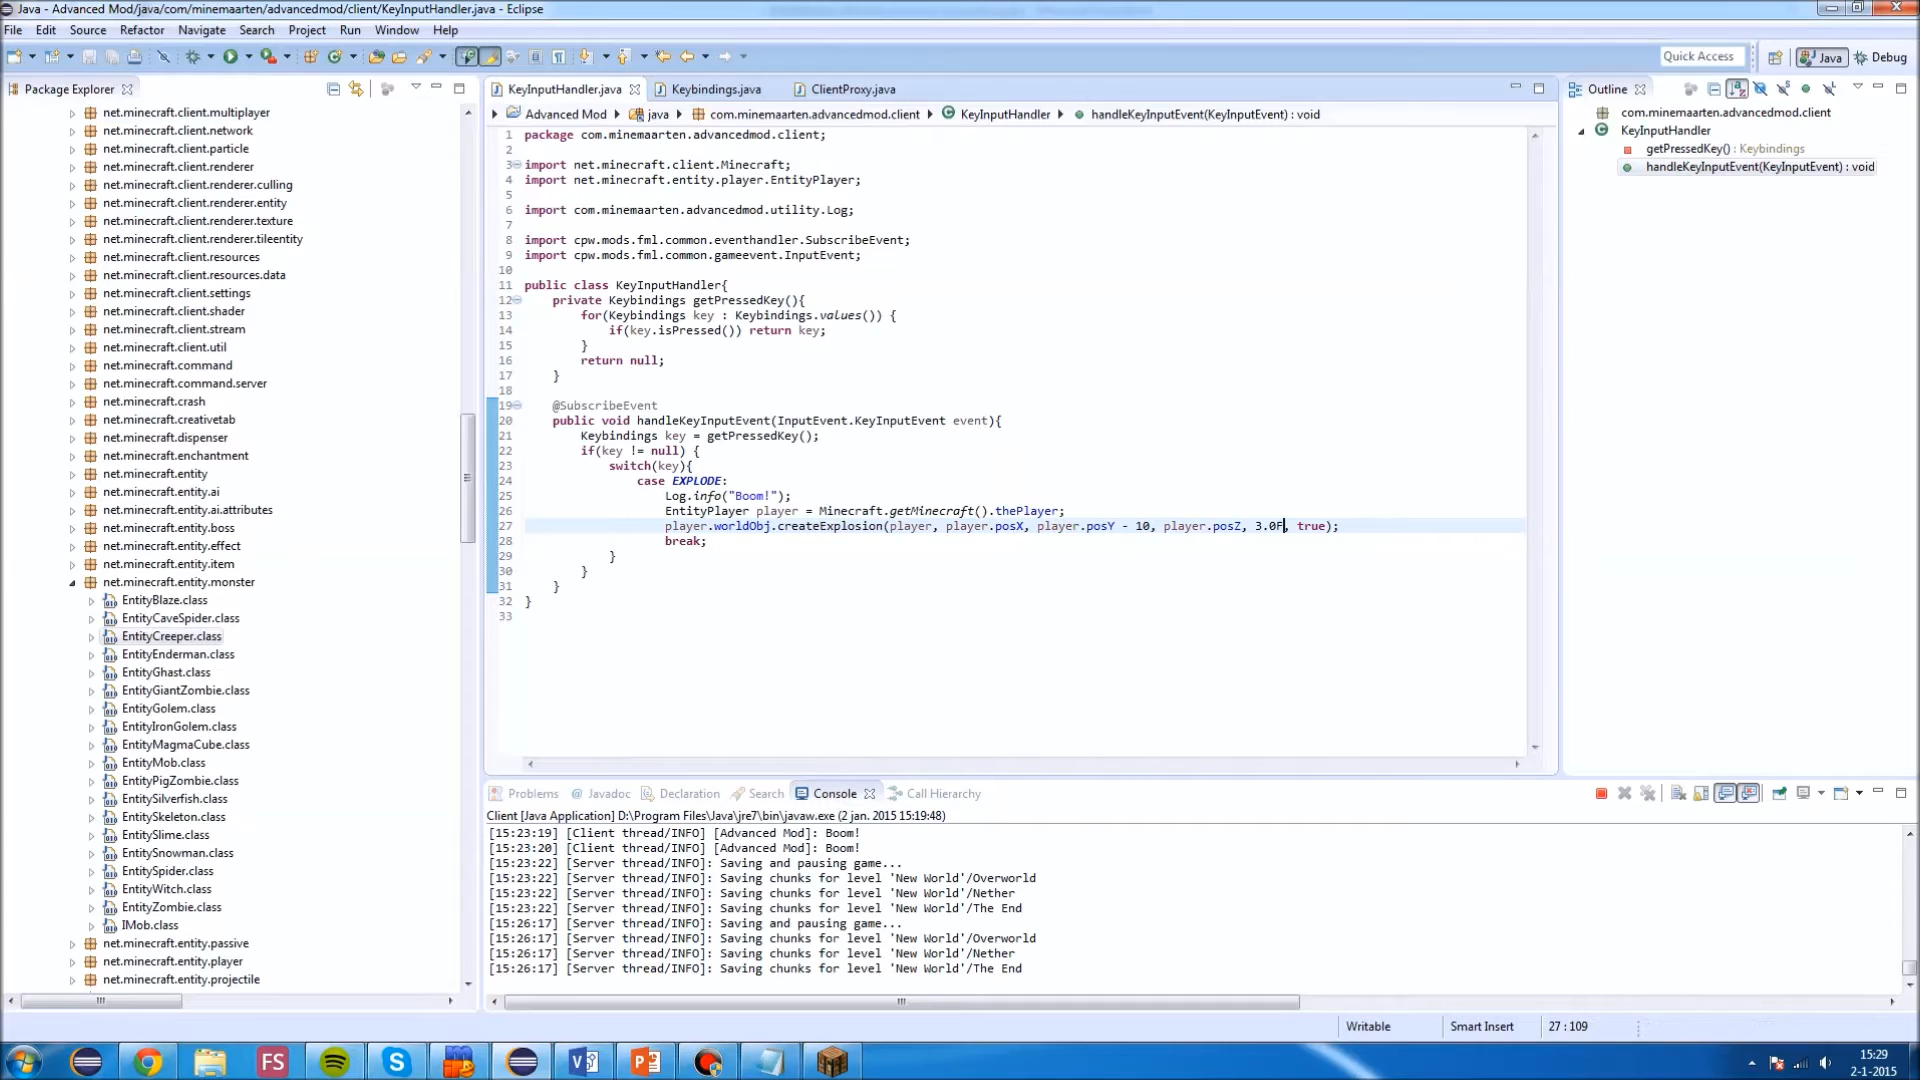 Java - Advanced Mod/java/com/minemaarten/advancedmod/client/KeyInputHandler.java - Eclipse
File Edit Source Refactor Navigate Search Project Run Window Help
Quick Access Java Debug
Package Explorer
net.minecraft.client.multiplayer
net.minecraft.client.network
net.minecraft.client.particle
net.minecraft.client.renderer
net.minecraft.client.renderer.culling
net.minecraft.client.renderer.entity
net.minecraft.client.renderer.texture
net.minecraft.client.renderer.tileentity
net.minecraft.client.resources
net.minecraft.client.resources.data
net.minecraft.client.settings
net.minecraft.client.shader
net.minecraft.client.stream
net.minecraft.client.util
net.minecraft.command
net.minecraft.command.server
net.minecraft.crash
net.minecraft.creativetab
net.minecraft.dispenser
net.minecraft.enchantment
net.minecraft.entity
net.minecraft.entity.ai
net.minecraft.entity.ai.attributes
net.minecraft.entity.boss
net.minecraft.entity.effect
net.minecraft.entity.item
net.minecraft.entity.monster
EntityBlaze.class
EntityCaveSpider.class
EntityCreeper.class
EntityEnderman.class
EntityGhast.class
EntityGiantZombie.class
EntityGolem.class
EntityIronGolem.class
EntityMagmaCube.class
EntityMob.class
EntityPigZombie.class
EntitySilverfish.class
EntitySkeleton.class
EntitySlime.class
EntitySnowman.class
EntitySpider.class
EntityWitch.class
EntityZombie.class
IMob.class
net.minecraft.entity.passive
net.minecraft.entity.player
net.minecraft.entity.projectile
KeyInputHandler.java Keybindings.java ClientProxy.java
Advanced Mod java com.minemaarten.advancedmod.client KeyInputHandler handleKeyInputEvent(KeyInputEvent) : void
1 package com.minemaarten.advancedmod.client;
2
3 import net.minecraft.client.Minecraft;
4 import net.minecraft.entity.player.EntityPlayer;
5
6 import com.minemaarten.advancedmod.utility.Log;
7
8 import cpw.mods.fml.common.eventhandler.SubscribeEvent;
9 import cpw.mods.fml.common.gameevent.InputEvent;
10
11 public class KeyInputHandler{
12 private Keybindings getPressedKey(){
13 for(Keybindings key : Keybindings.values()) {
14 if(key.isPressed()) return key;
15 }
16 return null;
17 }
18
19 @SubscribeEvent
20 public void handleKeyInputEvent(InputEvent.KeyInputEvent event){
21 Keybindings key = getPressedKey();
22 if(key != null) {
23 switch(key){
24 case EXPLODE:
25 Log.info("Boom!");
26 EntityPlayer player = Minecraft.getMinecraft().thePlayer;
27 player.worldObj.createExplosion(player, player.posX, player.posY - 10, player.posZ, 3.0F, true);
28 break;
29 }
30 }
31 }
32 }
33
Outline
com.minemaarten.advancedmod.client
KeyInputHandler
getPressedKey() : Keybindings
handleKeyInputEvent(KeyInputEvent) : void
Problems Javadoc Declaration Search Console Call Hierarchy
Client [Java Application] D:\Program Files\Java\jre7\bin\javaw.exe (2 jan. 2015 15:19:48)
[15:23:19] [Client thread/INFO] [Advanced Mod]: Boom!
[15:23:20] [Client thread/INFO] [Advanced Mod]: Boom!
[15:23:22] [Server thread/INFO]: Saving and pausing game...
[15:23:22] [Server thread/INFO]: Saving chunks for level 'New World'/Overworld
[15:23:22] [Server thread/INFO]: Saving chunks for level 'New World'/Nether
[15:23:22] [Server thread/INFO]: Saving chunks for level 'New World'/The End
[15:26:17] [Server thread/INFO]: Saving and pausing game...
[15:26:17] [Server thread/INFO]: Saving chunks for level 'New World'/Overworld
[15:26:17] [Server thread/INFO]: Saving chunks for level 'New World'/Nether
[15:26:17] [Server thread/INFO]: Saving chunks for level 'New World'/The End
Writable Smart Insert 27 : 109
FS
15:29
2-1-2015